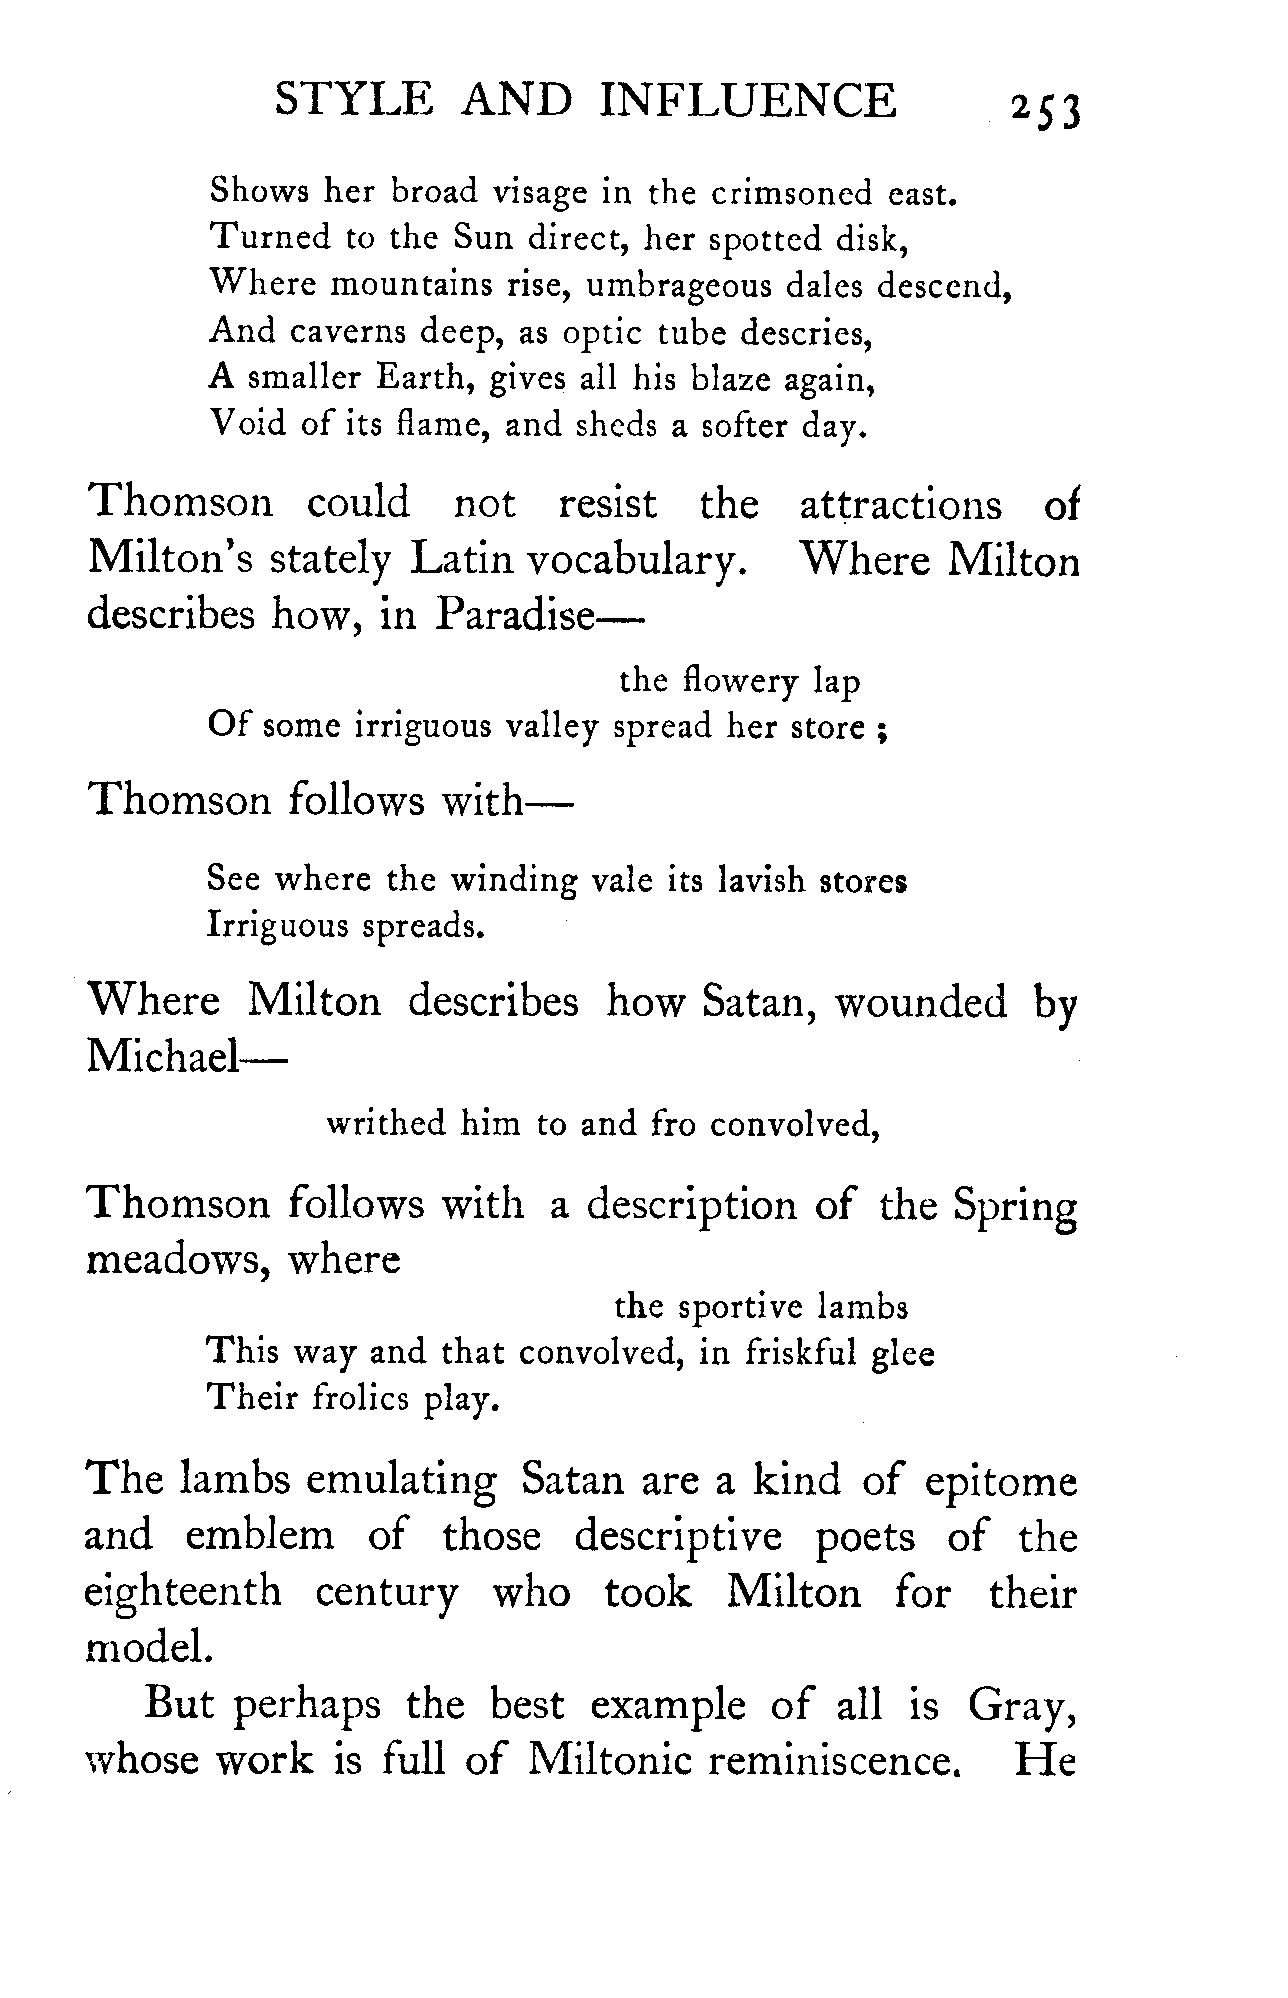 STYLE AND INFLUENCE 253
Shows her broad visage in the crimsoned east.
Turned to the Sun direct, her spotted disk,
Where mountains rise, umbrageous dales descend,
And caverns deep, as optic tube descries,
A smaller Earth, gives all his blaze again,
Void of its flame, and sheds a softer day.
Thomson could not resist the attractions of
Milton's stately Latin vocabulary. Where Milton
describes how, in Paradise—
the flowery lap
Of some irriguous valley spread her store ;
Thomson follows with—
See where the winding vale its lavish stores
Irriguous spreads.
Where Milton describes how Satan, wounded by
Michael—
writhed him to and fro convolved,
Thomson follows with a description of the Spring
meadows, where
the sportive lambs
This way and that convolved, in friskful glee
Their frolics play.
The lambs emulating Satan are a kind of epitome
and emblem of those descriptive poets of the
eighteenth century who took Milton for their
model.
But perhaps the best example of all is Gray,
whose work is full of Miltonic reminiscence. He